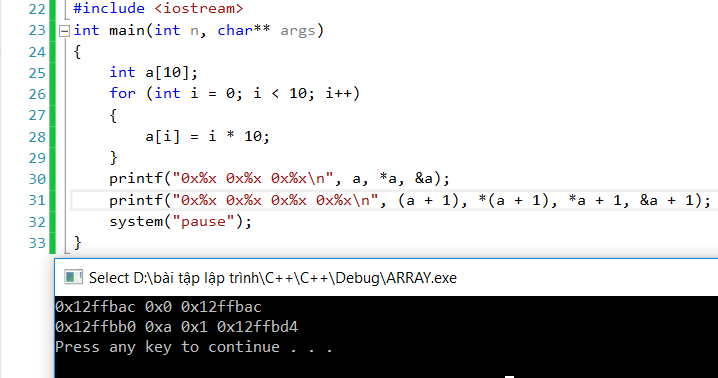 22 #include <iostream>
23 int main(int n, char** args)
24 {
25 int a[10];
26 for (int i = 0; i < 10; i++)
27 {
28 a[i] = i * 10;
29 }
30 printf("0x%x 0x%x 0x%x\n", a, *a, &a);
31 printf("0x%x 0x%x 0x%x 0x%x\n", (a + 1), *(a + 1), *a + 1, &a + 1);
32 system("pause");
33 }
Select D:\bài tập lập trình\C++\C++\Debug\ARRAY.exe
0x12ffbac 0x0 0x12ffbac
0x12ffbb0 0xa 0x1 0x12ffbd4
Press any key to continue . . .